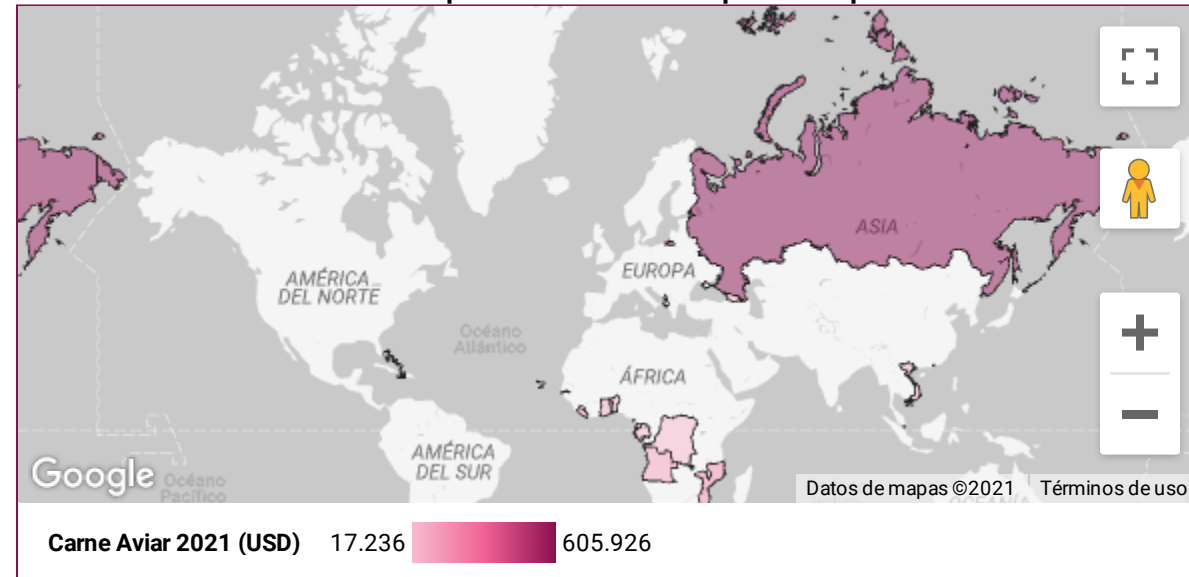 ASIA
EUROPA
AMÉRICA
DEL NORTE
Océano
Atlántico
ÁFRICA
AMÉRICA
DEL SUR
Google
Océano
Pacífico
Datos de mapas ©2021
Términos de uso
OCEANÍA
Carne Aviar 2021 (USD)
17.236
605.926